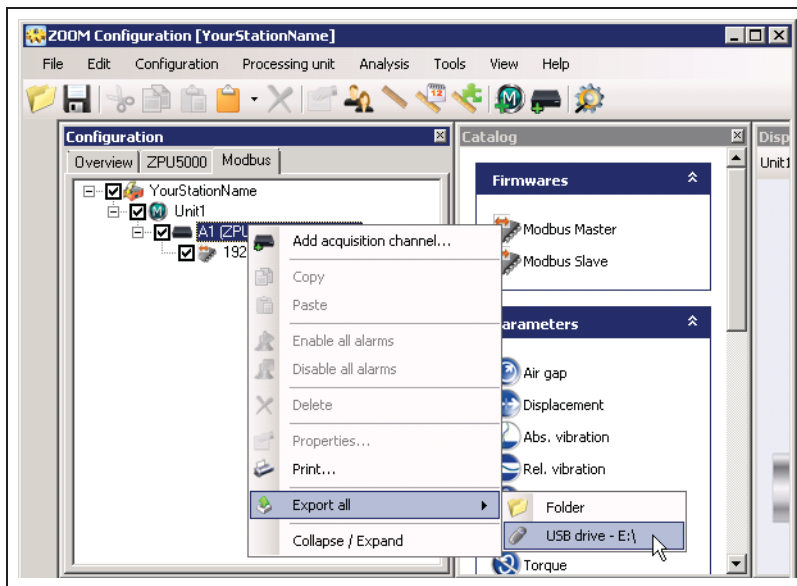 ZOOM Configuration [YourStationName]
File Edit Configuration Processing unit Analysis Tools View Help
Configuration
Overview ZPU5000 Modbus
YourStationName
Unit1
A1 (ZPU
192
Add acquisition channel...
Copy
Paste
Enable all alarms
Disable all alarms
Delete
Properties...
Print...
Export all
Collapse / Expand
Folder
USB drive - E:\
Catalog
Firmwares
Modbus Master
Modbus Slave
arameters
Air gap
Displacement
Abs. vibration
Rel. vibration
Torque
Disp
Unit1
12